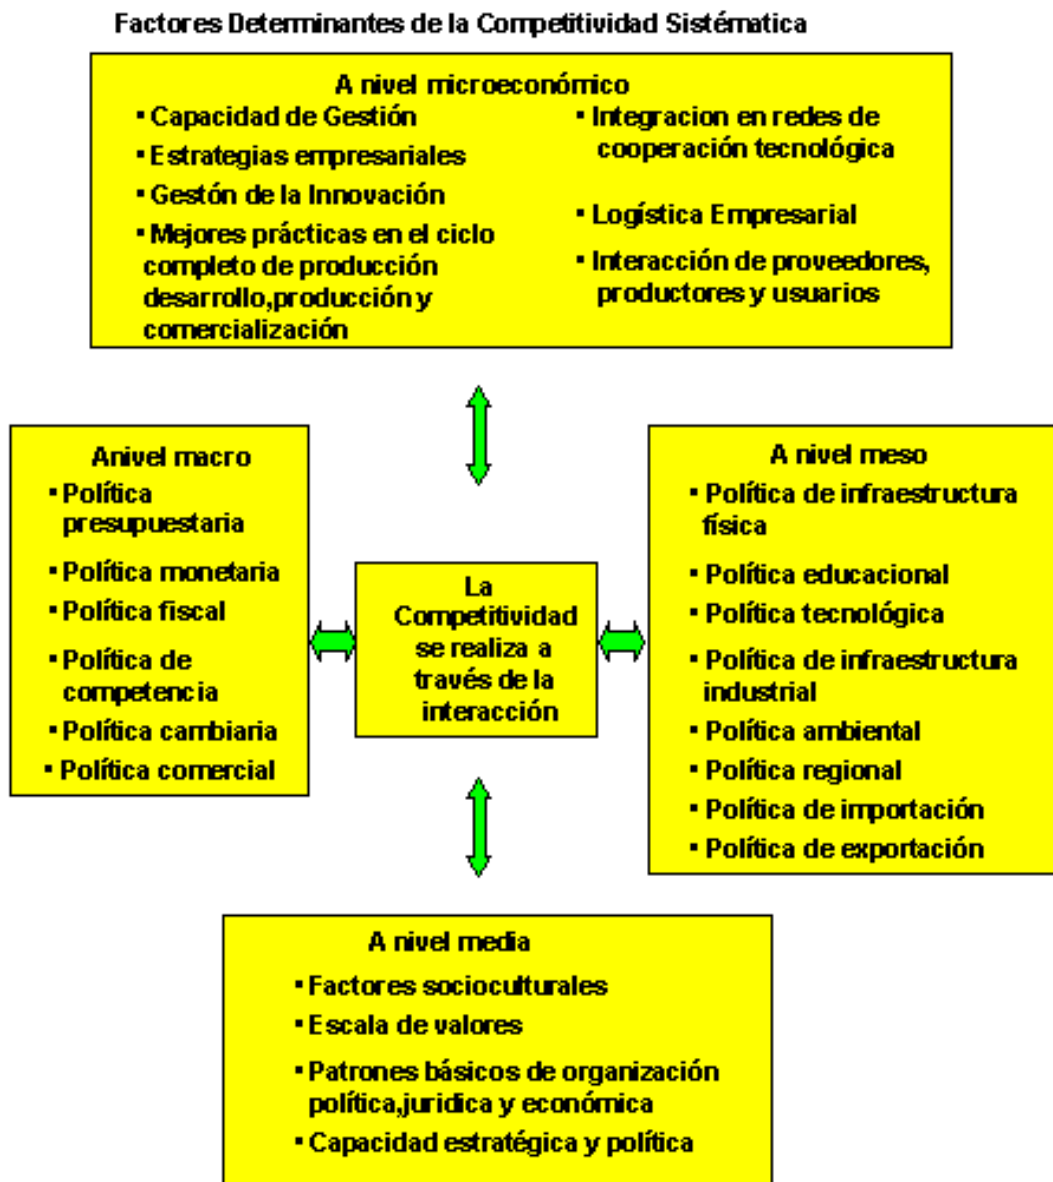 Factores Determinantes de la Competitividad Sistématica
A nivel microeconómico
▪ Capacidad de Gestión
▪ Estrategias empresariales
▪ Gestón de la Innovación
▪ Mejores prácticas en el ciclo
completo de producción
desarrollo,producción y
comercialización
▪ Integracion en redes de
cooperación tecnológica
▪ Logística Empresarial
▪ Interacción de proveedores,
productores y usuarios
Anivel macro
▪ Política
presupuestaria
▪ Política monetaria
▪ Política fiscal
▪ Política de
competencia
▪ Política cambiaria
▪ Política comercial
La
Competitividad
se realiza a
través de la
interacción
A nivel meso
▪ Política de infraestructura
física
▪ Política educacional
▪ Política tecnológica
▪ Política de infraestructura
industrial
▪ Política ambiental
▪ Política regional
▪ Política de importación
▪ Política de exportación
A nivel media
▪ Factores socioculturales
▪ Escala de valores
▪ Patrones básicos de organización
política,juridica y económica
▪ Capacidad estratégica y política